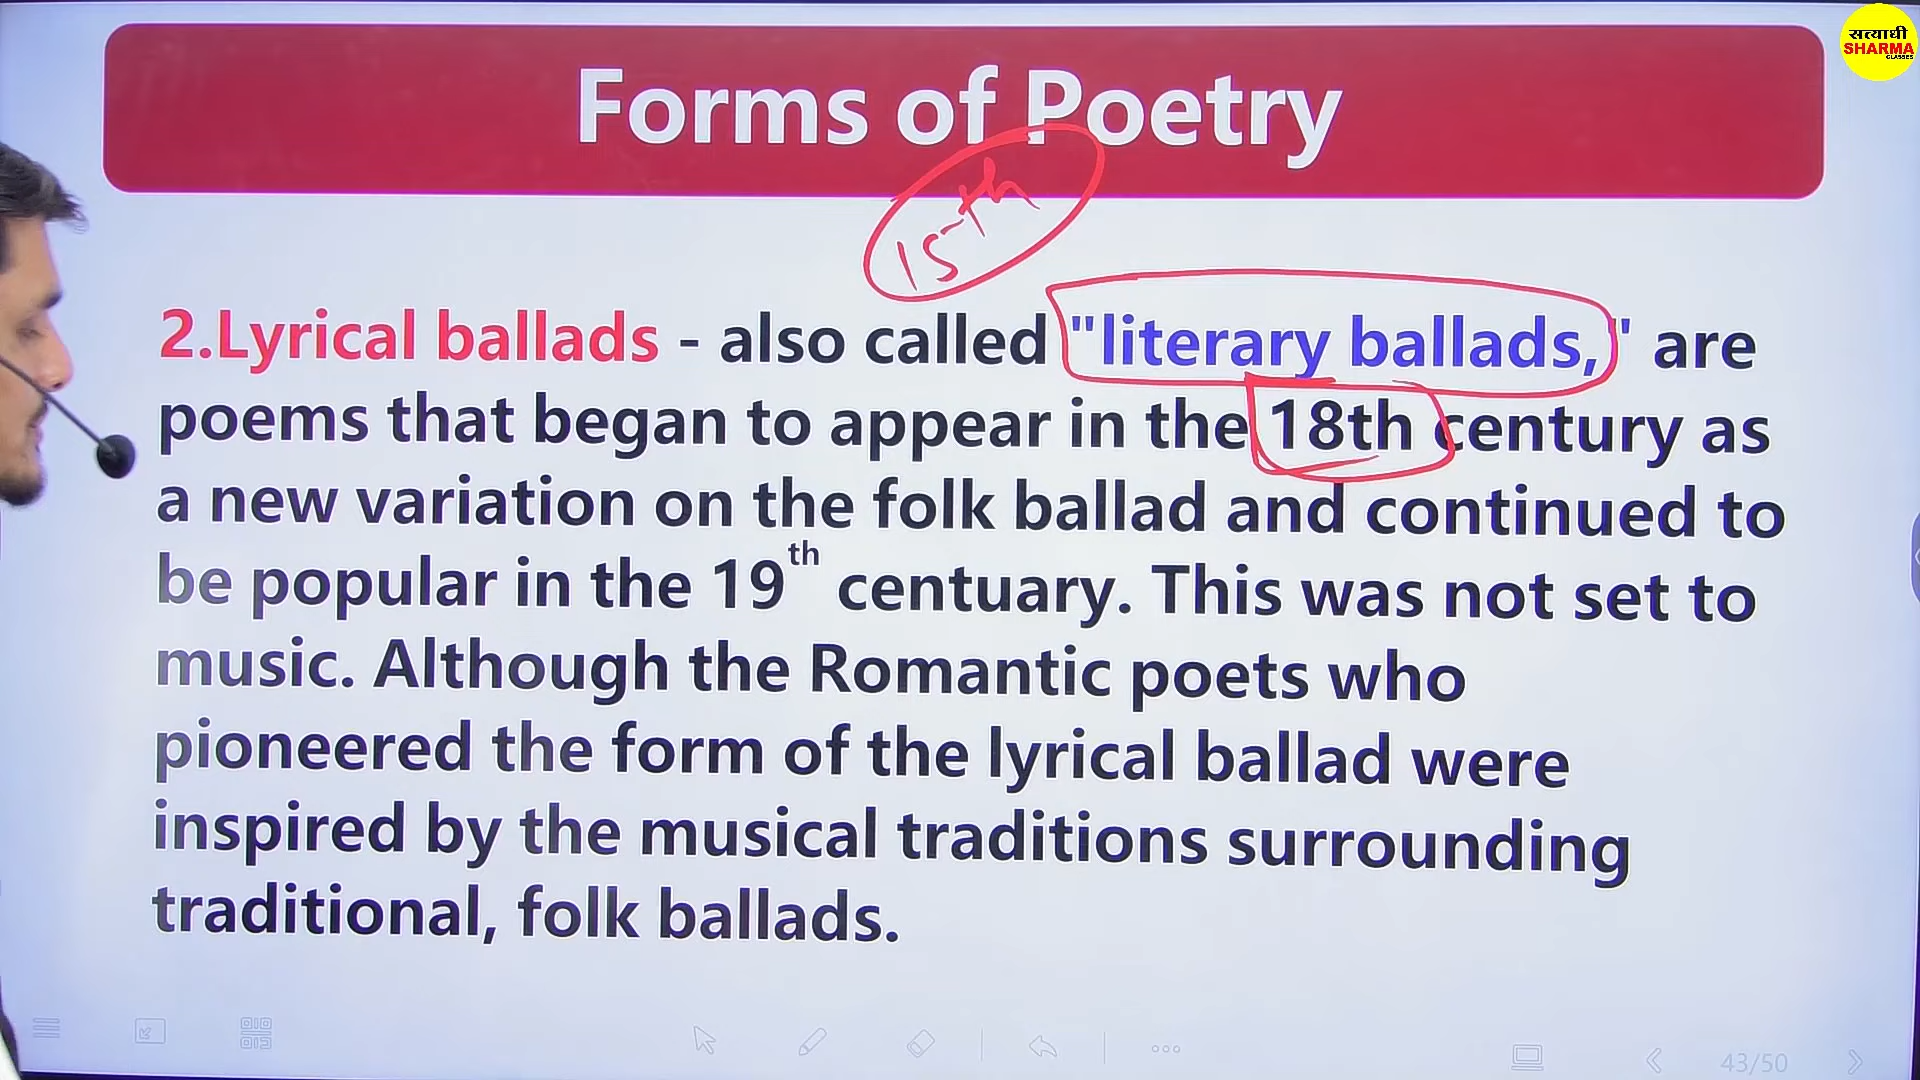 सत्यार्थी
SHARMA
CLASSES
Forms of Poetry
15th
2.Lyrical ballads - also called "literary ballads," are
poems that began to appear in the 18th century as
a new variation on the folk ballad and continued to
be popular in the 19th centuary. This was not set to
music. Although the Romantic poets who
pioneered the form of the lyrical ballad were
inspired by the musical traditions surrounding
traditional, folk ballads.
43/50